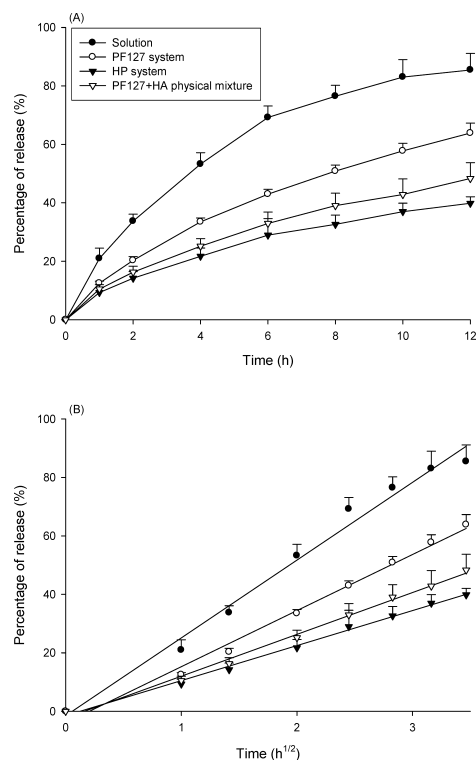 (A)
Solution
PF127 system
HP system
PF127+HA physical mixture
100
80
60
40
20
0
Percentage of release (%)
0 2 4 6 8 10 12
Time (h)
(B)
100
80
60
40
20
0
Percentage of release (%)
0 1 2 3
Time (h1/2)